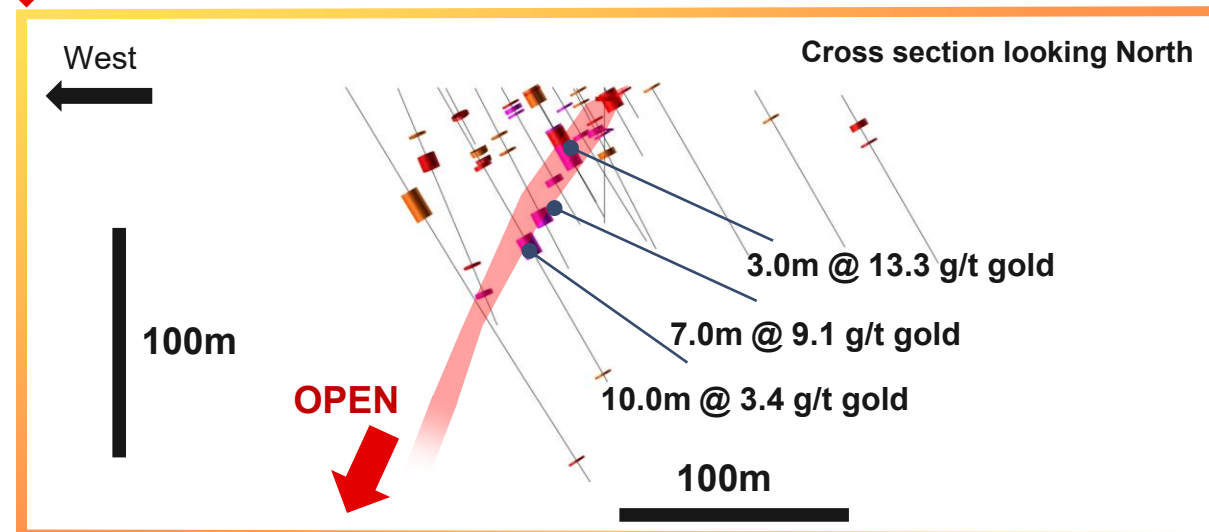 West
Cross section looking North
3.0m @ 13.3 g/t gold
7.0m @ 9.1 g/t gold
100m
OPEN
10.0m @ 3.4 g/t gold
100m